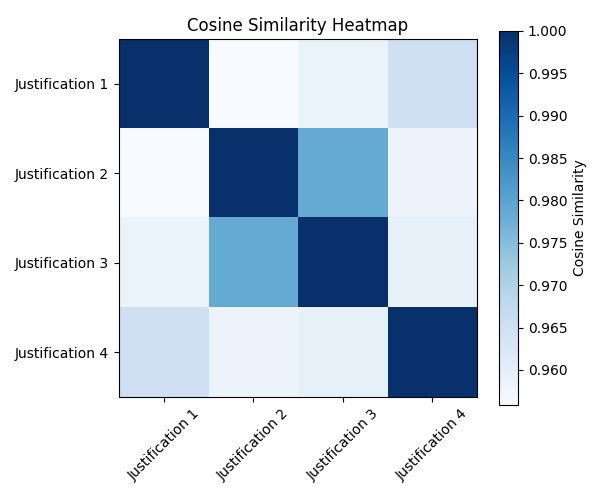 Cosine Similarity Heatmap
Justification 1
Justification 2
Justification 3
Justification 4
Justification 1
Justification 2
Justification 3
Justification 4
1.000
0.995
0.990
0.985
0.980
0.975
0.970
0.965
0.960
Cosine Similarity